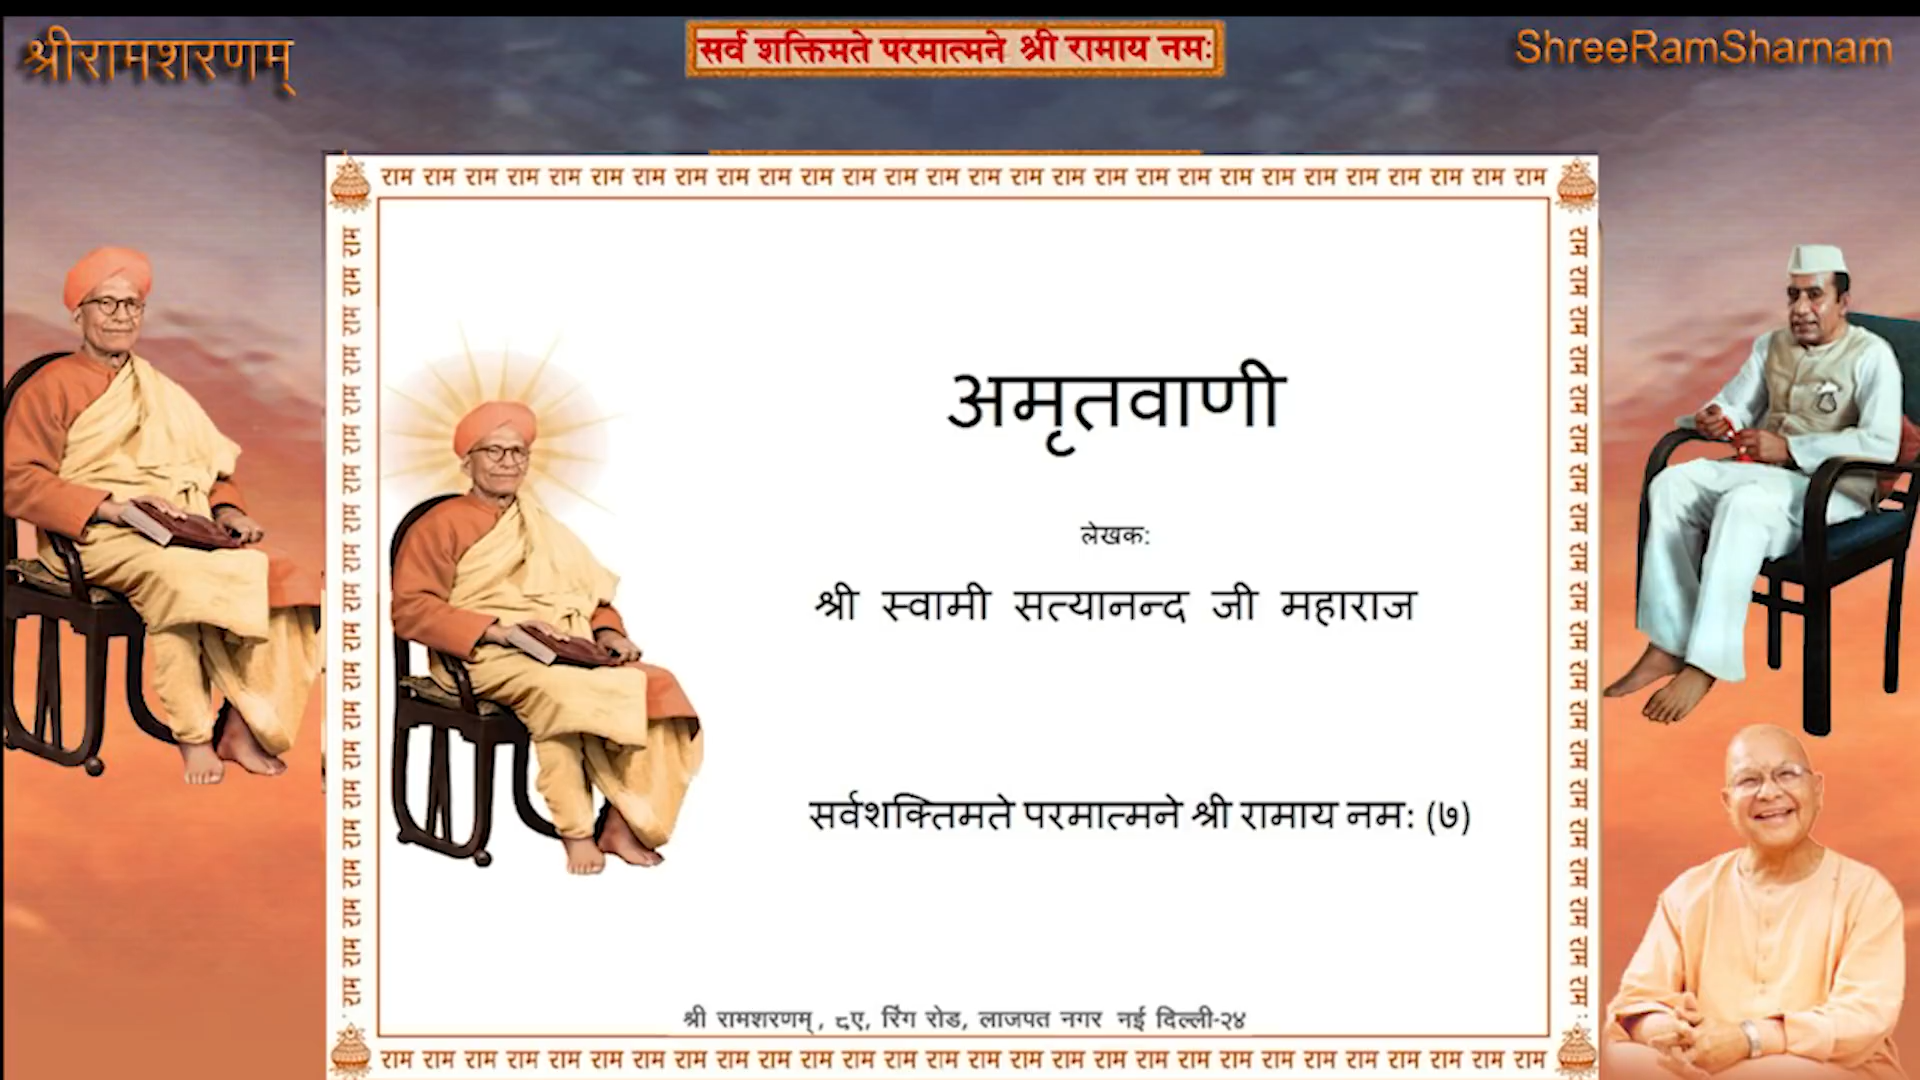 श्रीरामशरणम्
सर्व शक्तिमते परमात्मने श्री रामाय नमः
ShreeRamSharnam
राम राम राम राम राम राम राम राम राम राम राम राम राम राम राम राम राम राम राम राम राम राम राम राम राम राम राम राम
अमृतवाणी
लेखक:
श्री स्वामी सत्यानन्द जी महाराज
सर्वशक्तिमते परमात्मने श्री रामाय नमः (७)
श्री रामशरणम् , ८ए, रिंग रोड, लाजपत नगर नई दिल्ली-२४
राम राम राम राम राम राम राम राम राम राम राम राम राम राम राम राम राम राम राम राम राम राम राम राम राम राम राम राम
राम राम राम राम राम राम राम राम राम राम राम राम राम राम राम राम राम राम राम राम
राम राम राम राम राम राम राम राम राम राम राम राम राम राम राम राम राम राम राम राम